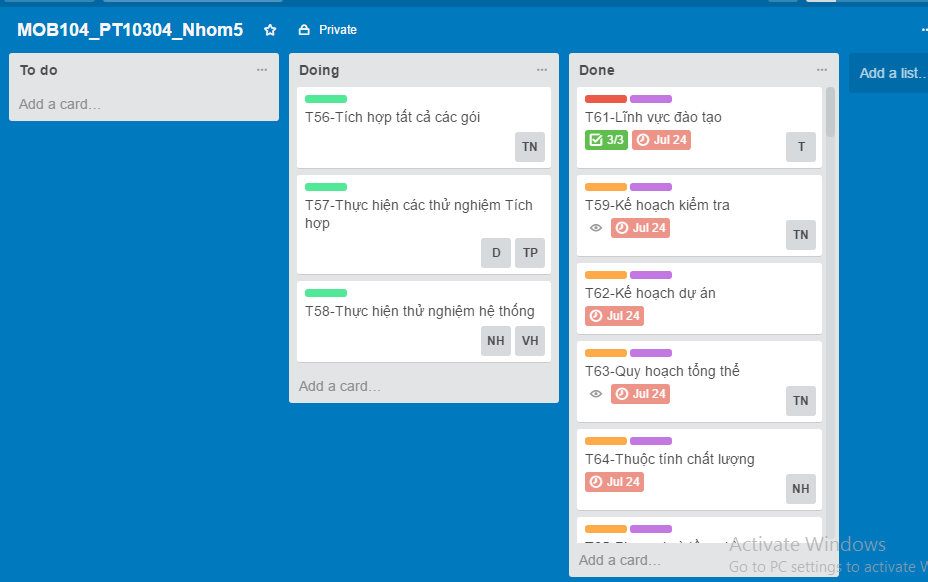 MOB104_PT10304_Nhom5
Private
To do
Add a card...
Doing
T56-Tích hợp tất cả các gói
TN
T57-Thực hiện các thử nghiệm Tích
hợp
D
TP
T58-Thực hiện thử nghiệm hệ thống
NH
VH
Add a card...
Done
T61-Lĩnh vực đào tạo
3/3
Jul 24
T
T59-Kế hoạch kiểm tra
Jul 24
TN
T62-Kế hoạch dự án
Jul 24
T63-Quy hoạch tổng thể
Jul 24
TN
T64-Thuộc tính chất lượng
Jul 24
NH
Add a card...
Add a list...
Activate Windows
Go to PC settings to activate W